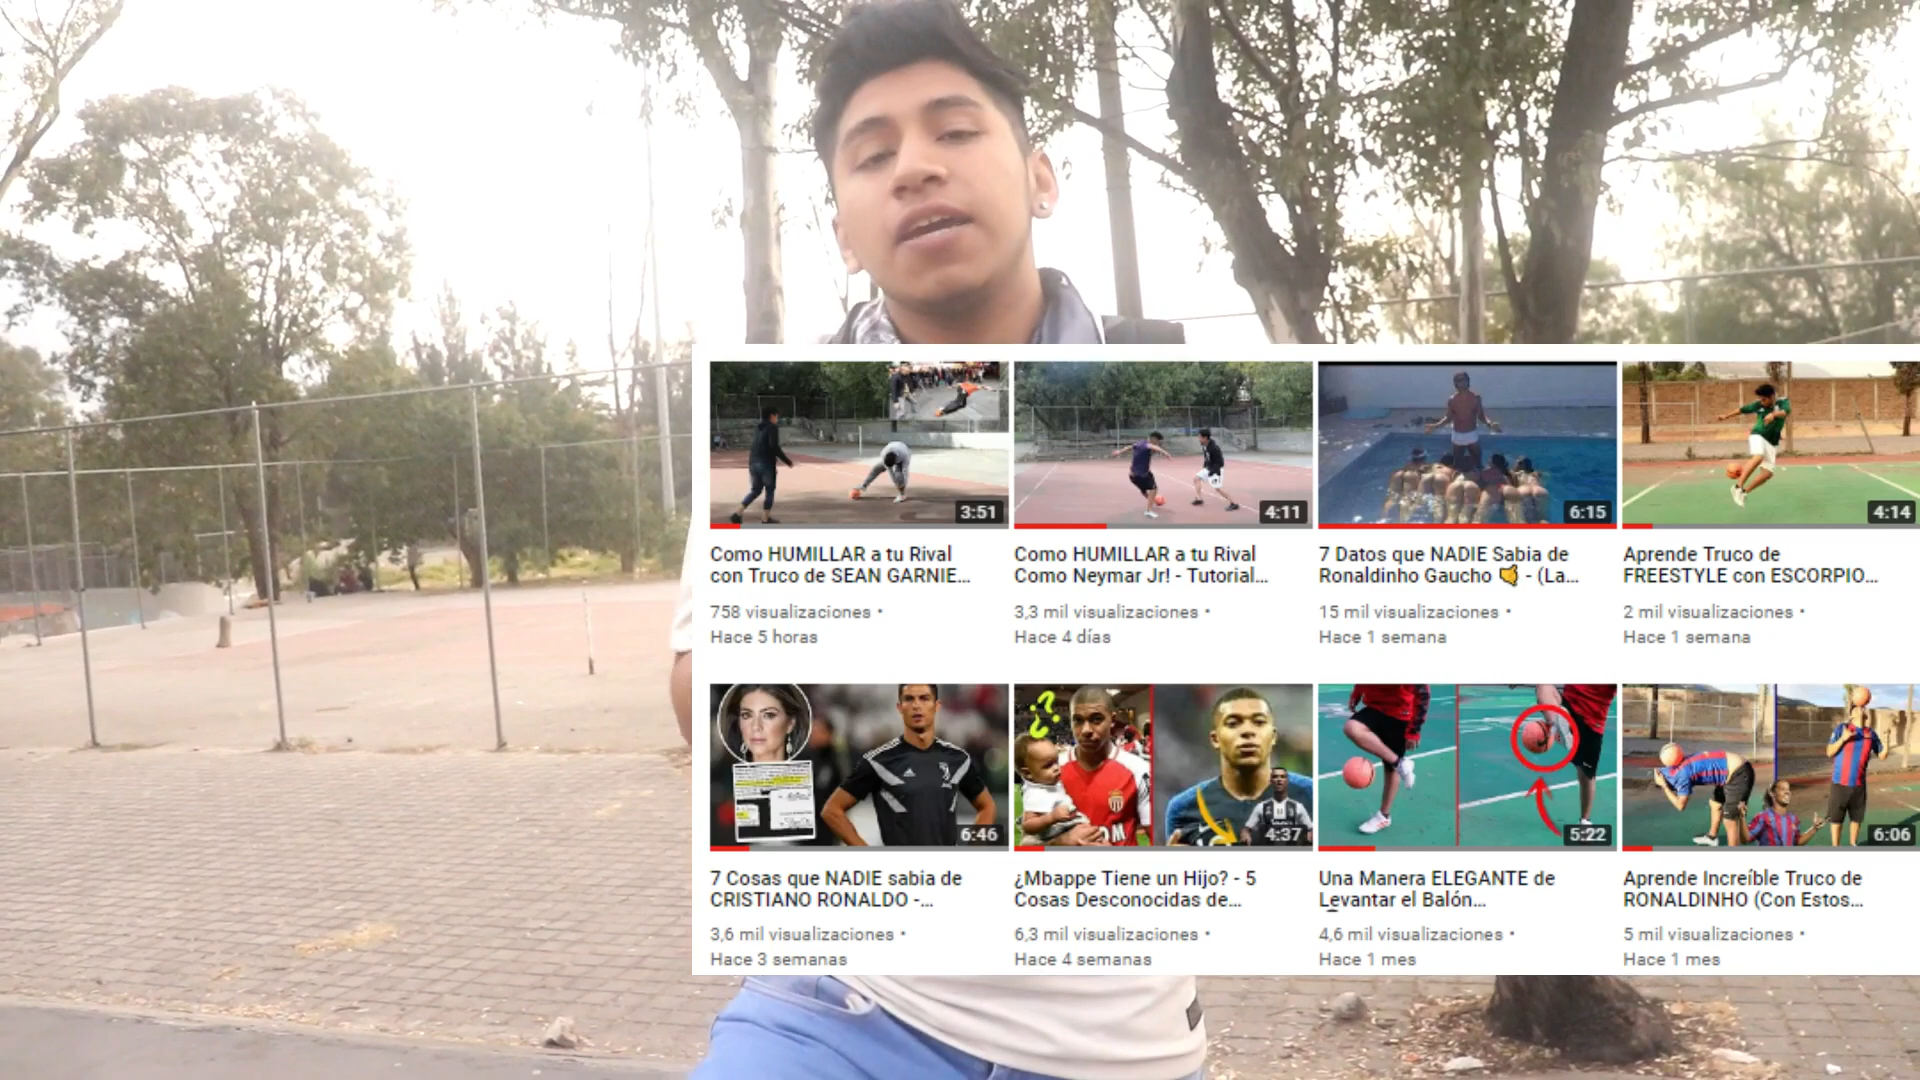 3:51
4:11
6:15
4:14
Como HUMILLAR a tu Rival
con Truco de SEAN GARNIE...
758 visualizaciones •
Hace 5 horas
Como HUMILLAR a tu Rival
Como Neymar Jr! - Tutorial...
3,3 mil visualizaciones •
Hace 4 días
7 Datos que NADIE Sabia de
Ronaldinho Gaucho 🤙 - (La...
15 mil visualizaciones •
Hace 1 semana
Aprende Truco de
FREESTYLE con ESCORPIO...
2 mil visualizaciones •
Hace 1 semana
6:46
4:37
5:22
6:06
7 Cosas que NADIE sabia de
CRISTIANO RONALDO -...
3,6 mil visualizaciones •
Hace 3 semanas
¿Mbappe Tiene un Hijo? - 5
Cosas Desconocidas de...
6,3 mil visualizaciones •
Hace 4 semanas
Una Manera ELEGANTE de
Levantar el Balón...
4,6 mil visualizaciones •
Hace 1 mes
Aprende Increíble Truco de
RONALDINHO (Con Estos...
5 mil visualizaciones •
Hace 1 mes